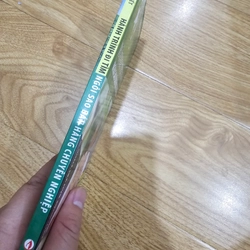 HÀNH TRÌNH ĐI TÌM
NGÔI SAO BÁN HÀNG CHUYÊN NGHIỆP